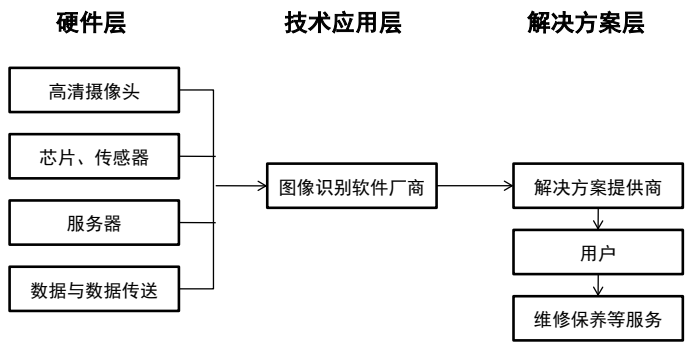 硬件层
技术应用层
解决方案层
高清摄像头
芯片、传感器
服务器
数据与数据传送
图像识别软件厂商
解决方案提供商
用户
维修保养等服务